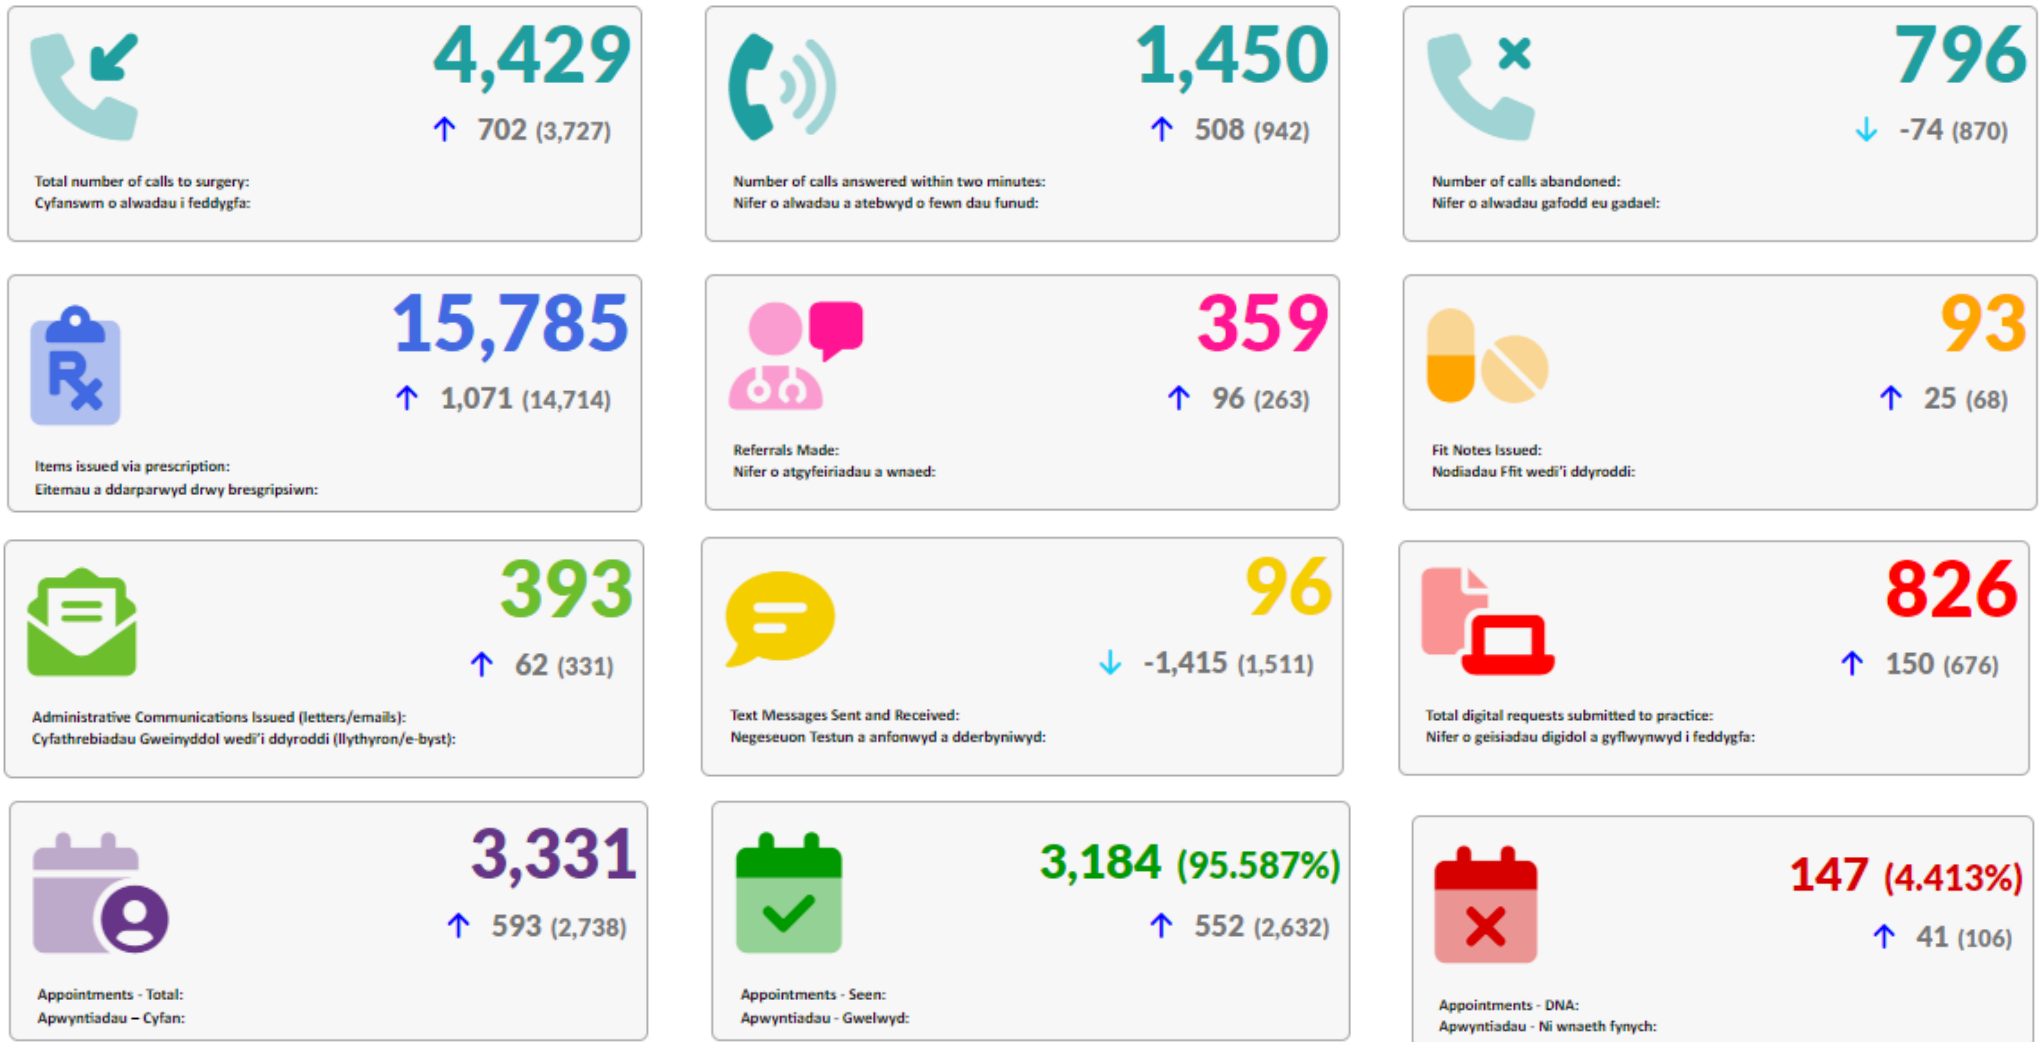 4,429
↑ 702 (3,727)
Total number of calls to surgery:
Cyfanswm o alwadau i feddygfa:
1,450
↑ 508 (942)
Number of calls answered within two minutes:
Nifer o alwadau a atebwyd o fewn dau funud:
796
↓ -74 (870)
Number of calls abandoned:
Nifer o alwadau gafodd eu gadael:
Rx
15,785
↑ 1,071 (14,714)
Items issued via prescription:
Eitemau a ddarparwyd drwy bresgripsiwn:
359
↑ 96 (263)
Referrals Made:
Nifer o atgyfeiriadau a wnaed:
93
↑ 25 (68)
Fit Notes Issued:
Nodiadau Ffit wedi'i ddyroddi:
393
↑ 62 (331)
Administrative Communications Issued (letters/emails):
Cyfathrebiadau Gweinyddol wedi'i ddyroddi (llythyron/e-byst):
96
↓ -1,415 (1,511)
Text Messages Sent and Received:
Negeseuon Testun a anfonwyd a dderbyniwyd:
826
↑ 150 (676)
Total digital requests submitted to practice:
Nifer o geisiadau digidol a gyflwynwyd i feddygfa:
3,331
↑ 593 (2,738)
Appointments - Total:
Apwyntiadau – Cyfan:
3,184 (95.587%)
↑ 552 (2,632)
Appointments - Seen:
Apwyntiadau - Gwelwyd:
147 (4.413%)
↑ 41 (106)
Appointments - DNA:
Apwyntiadau - Ni wnaeth fynych: